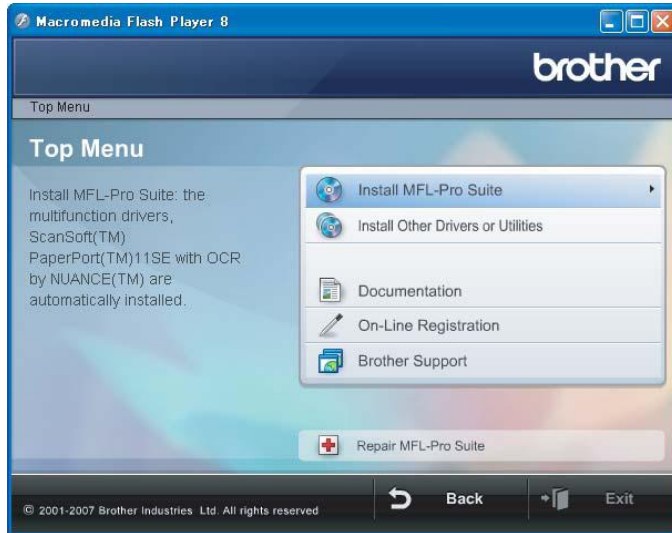 Macromedia Flash Player 8
brother
Top Menu
Top Menu
Install MFL-Pro Suite: the
multifunction drivers,
ScanSoft(TM)
PaperPort(TM)11SE with OCR
by NUANCE(TM) are
automatically installed.
Install MFL-Pro Suite
Install Other Drivers or Utilities
Documentation
On-Line Registration
Brother Support
Repair MFL-Pro Suite
© 2001-2007 Brother Industries Ltd. All rights reserved
Back
Exit